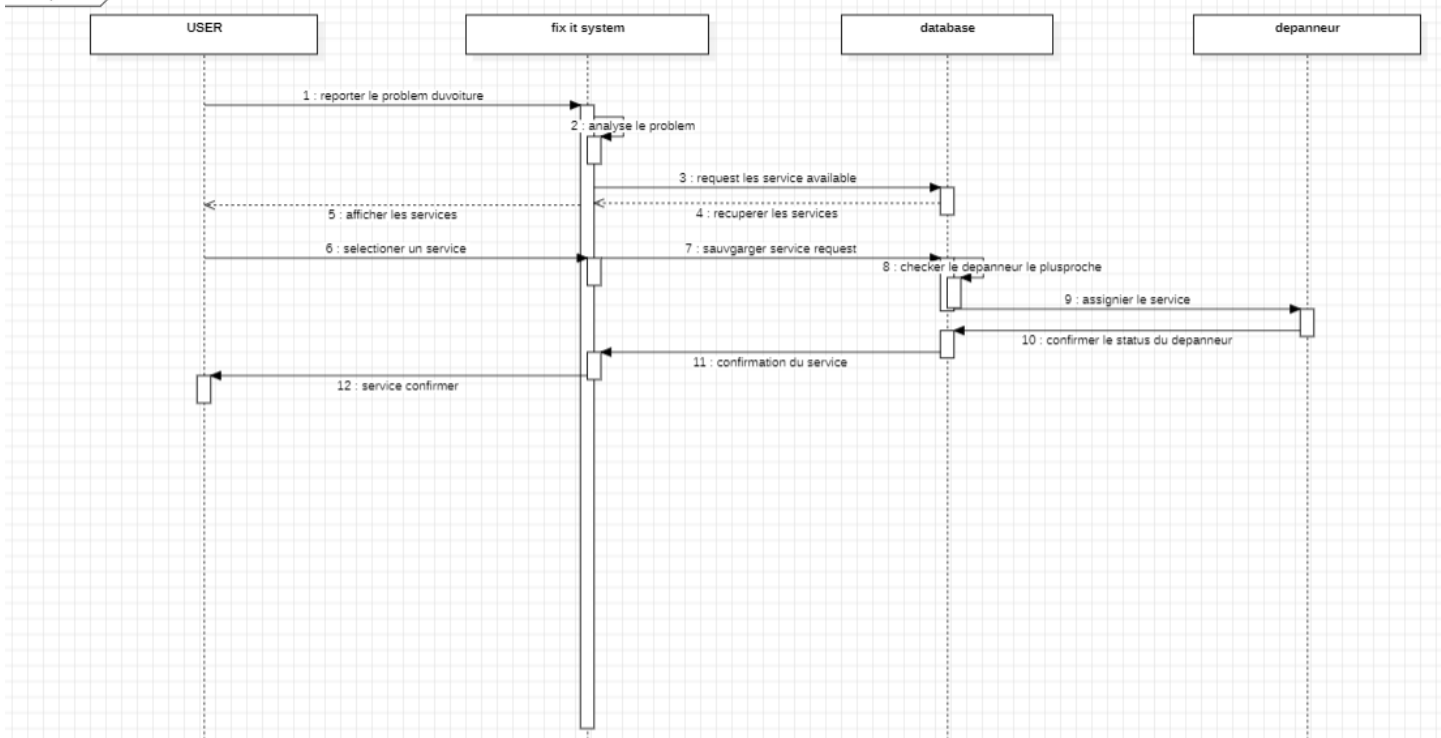 USER
fix it system
database
depanneur
1 : reporter le problem duvoiture
2 : analyse le problem
3 : request les service available
4 : recuperer les services
5 : afficher les services
6 : selectioner un service
7 : sauvgarger service request
8 : checker le depanneur le plusproche
9 : assignier le service
10 : confirmer le status du depanneur
11 : confirmation du service
12 : service confirmer